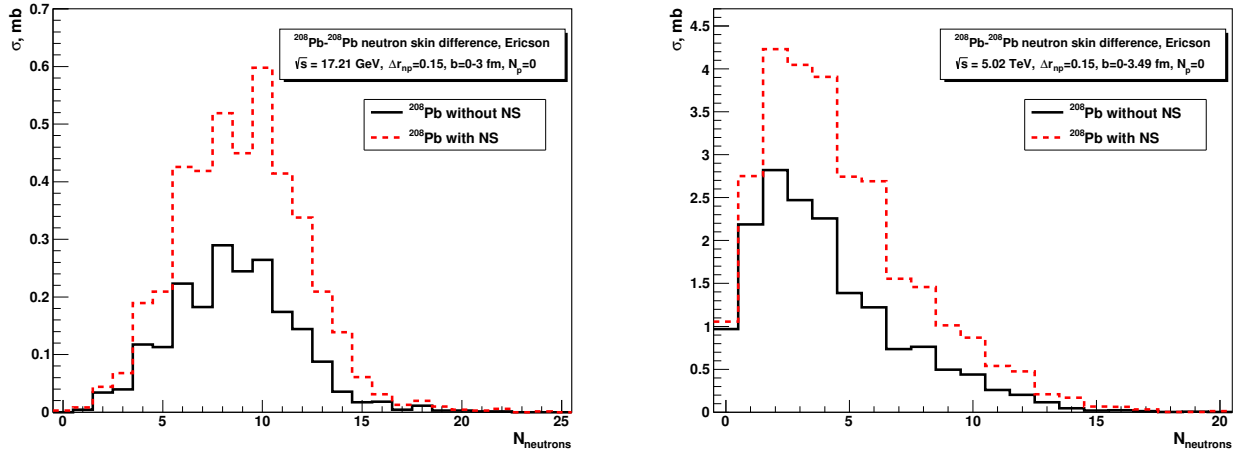 σ, mb
0.7
0.6
0.5
0.4
0.3
0.2
0.1
0
²⁰⁸Pb-²⁰⁸Pb neutron skin difference, Ericson
√s = 17.21 GeV, Δr_np=0.15, b=0-3 fm, N_p=0
²⁰⁸Pb without NS
²⁰⁸Pb with NS
0 5 10 15 20 25
N_neutrons
σ, mb
4.5
4
3.5
3
2.5
2
1.5
1
0.5
0
²⁰⁸Pb-²⁰⁸Pb neutron skin difference, Ericson
√s = 5.02 TeV, Δr_np=0.15, b=0-3.49 fm, N_p=0
²⁰⁸Pb without NS
²⁰⁸Pb with NS
0 5 10 15 20
N_neutrons